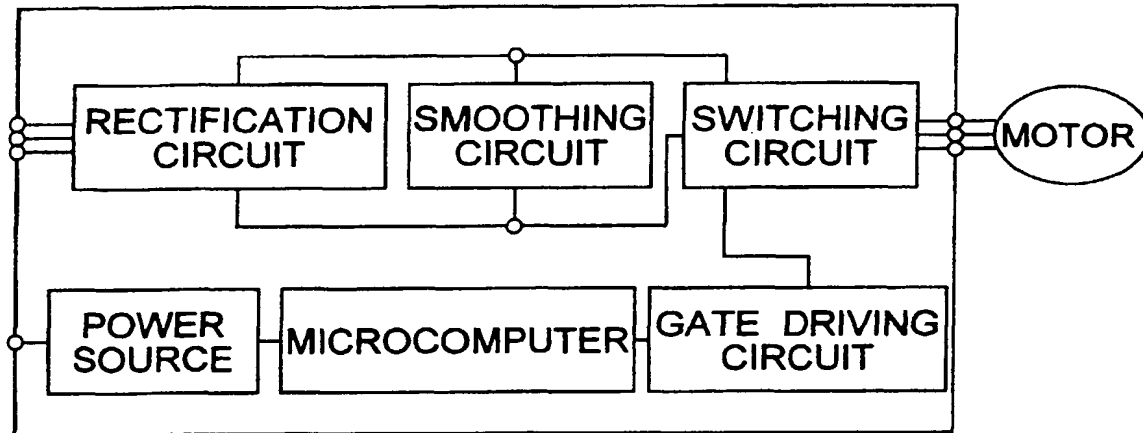 RECTIFICATION
CIRCUIT
SMOOTHING
CIRCUIT
SWITCHING
CIRCUIT
MOTOR
POWER
SOURCE
MICROCOMPUTER
GATE DRIVING
CIRCUIT